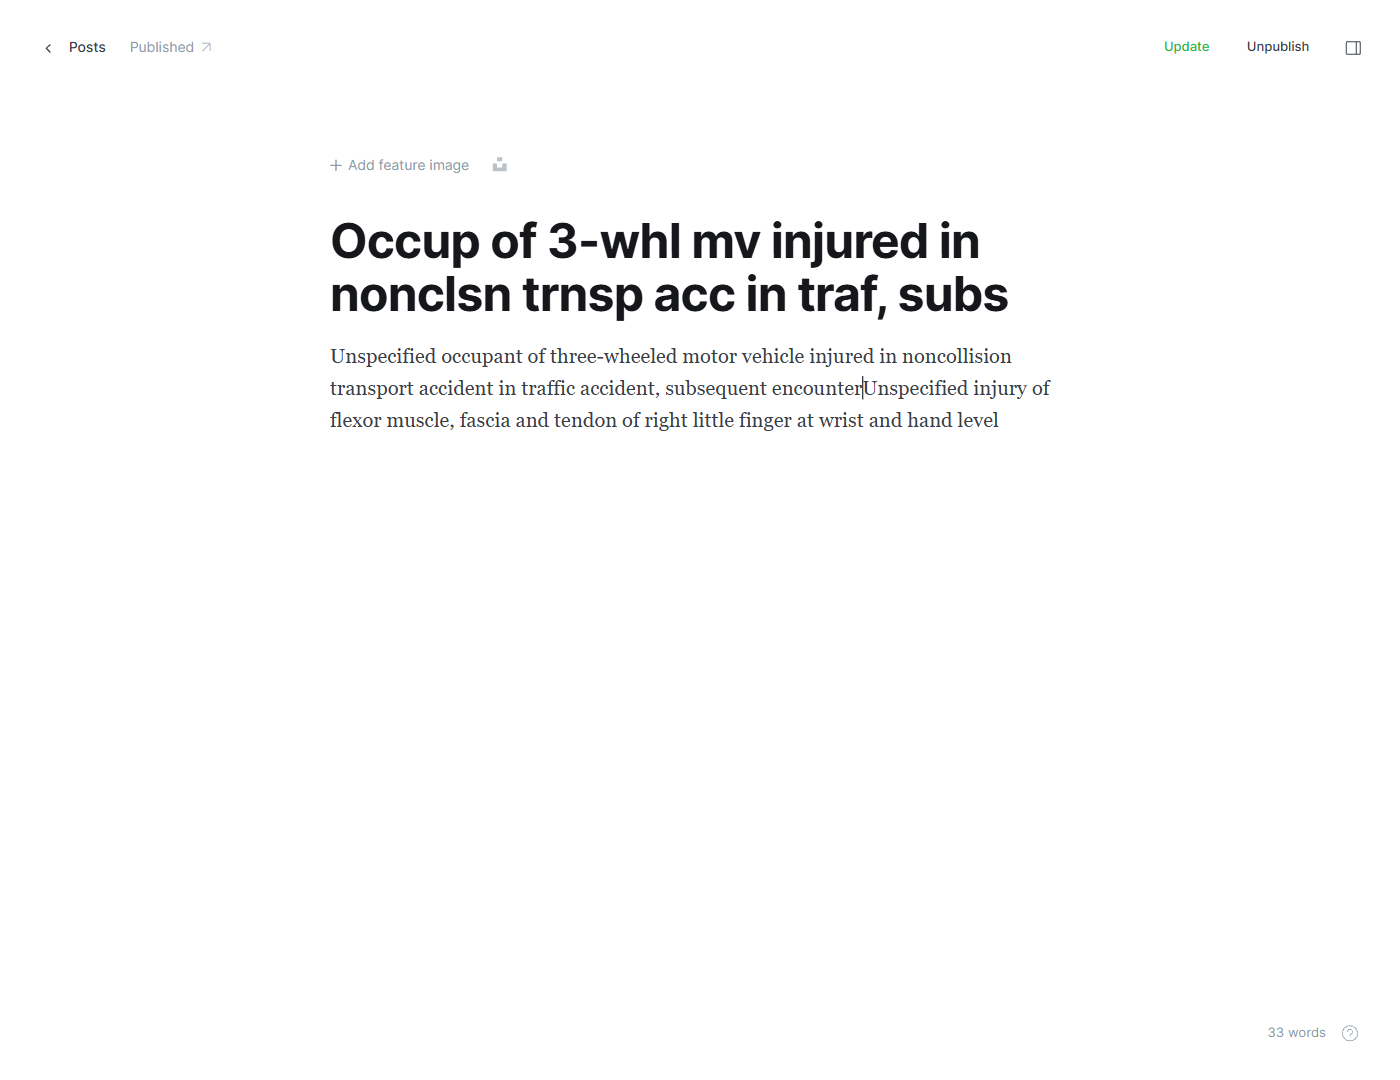 Posts
Published
Update
Unpublish
Add feature image
Occup of 3-whl mv injured in
nonclsn trnsp acc in traf, subs
Unspecified occupant of three-wheeled motor vehicle injured in noncollision
transport accident in traffic accident, subsequent encounterUnspecified injury of
flexor muscle, fascia and tendon of right little finger at wrist and hand level
33 words